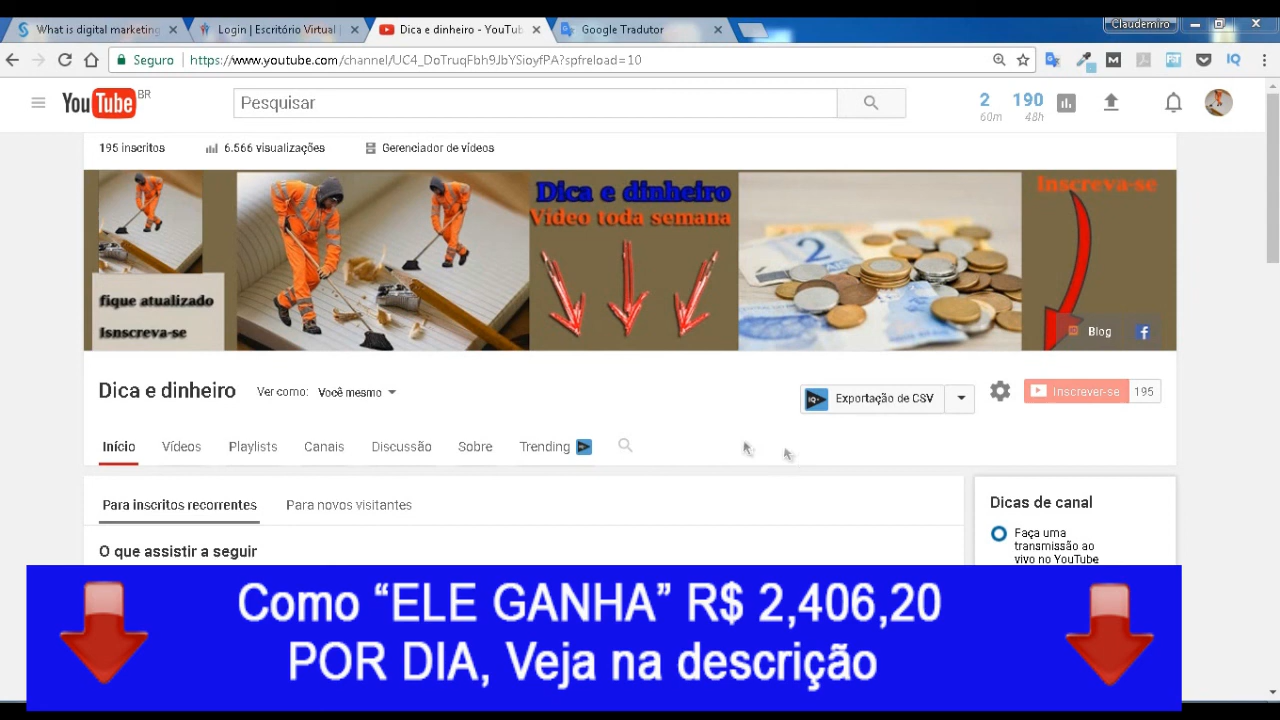 What is digital marketing
Login | Escritório Virtual
Dica e dinheiro - YouTub
Google Tradutor
Claudemiro
Seguro
https://www.youtube.com/channel/UC4_DoTruqFbh9JbYSioyfPA?spfreload=10
YouTube BR
Pesquisar
2
60m
190
48h
195 inscritos
6.566 visualizações
Gerenciador de vídeos
Dica e dinheiro
Vídeo toda semana
Inscreva-se
fique atualizado
Isnscreva-se
2
Blog
Dica e dinheiro
Ver como:
Você mesmo
IQ
Exportação de CSV
Inscrever-se
195
Início
Vídeos
Playlists
Canais
Discussão
Sobre
Trending
Para inscritos recorrentes
Para novos visitantes
Dicas de canal
O que assistir a seguir
Faça uma
transmissão ao
vivo no YouTube
Como “ELE GANHA” R$ 2,406,20
POR DIA, Veja na descrição